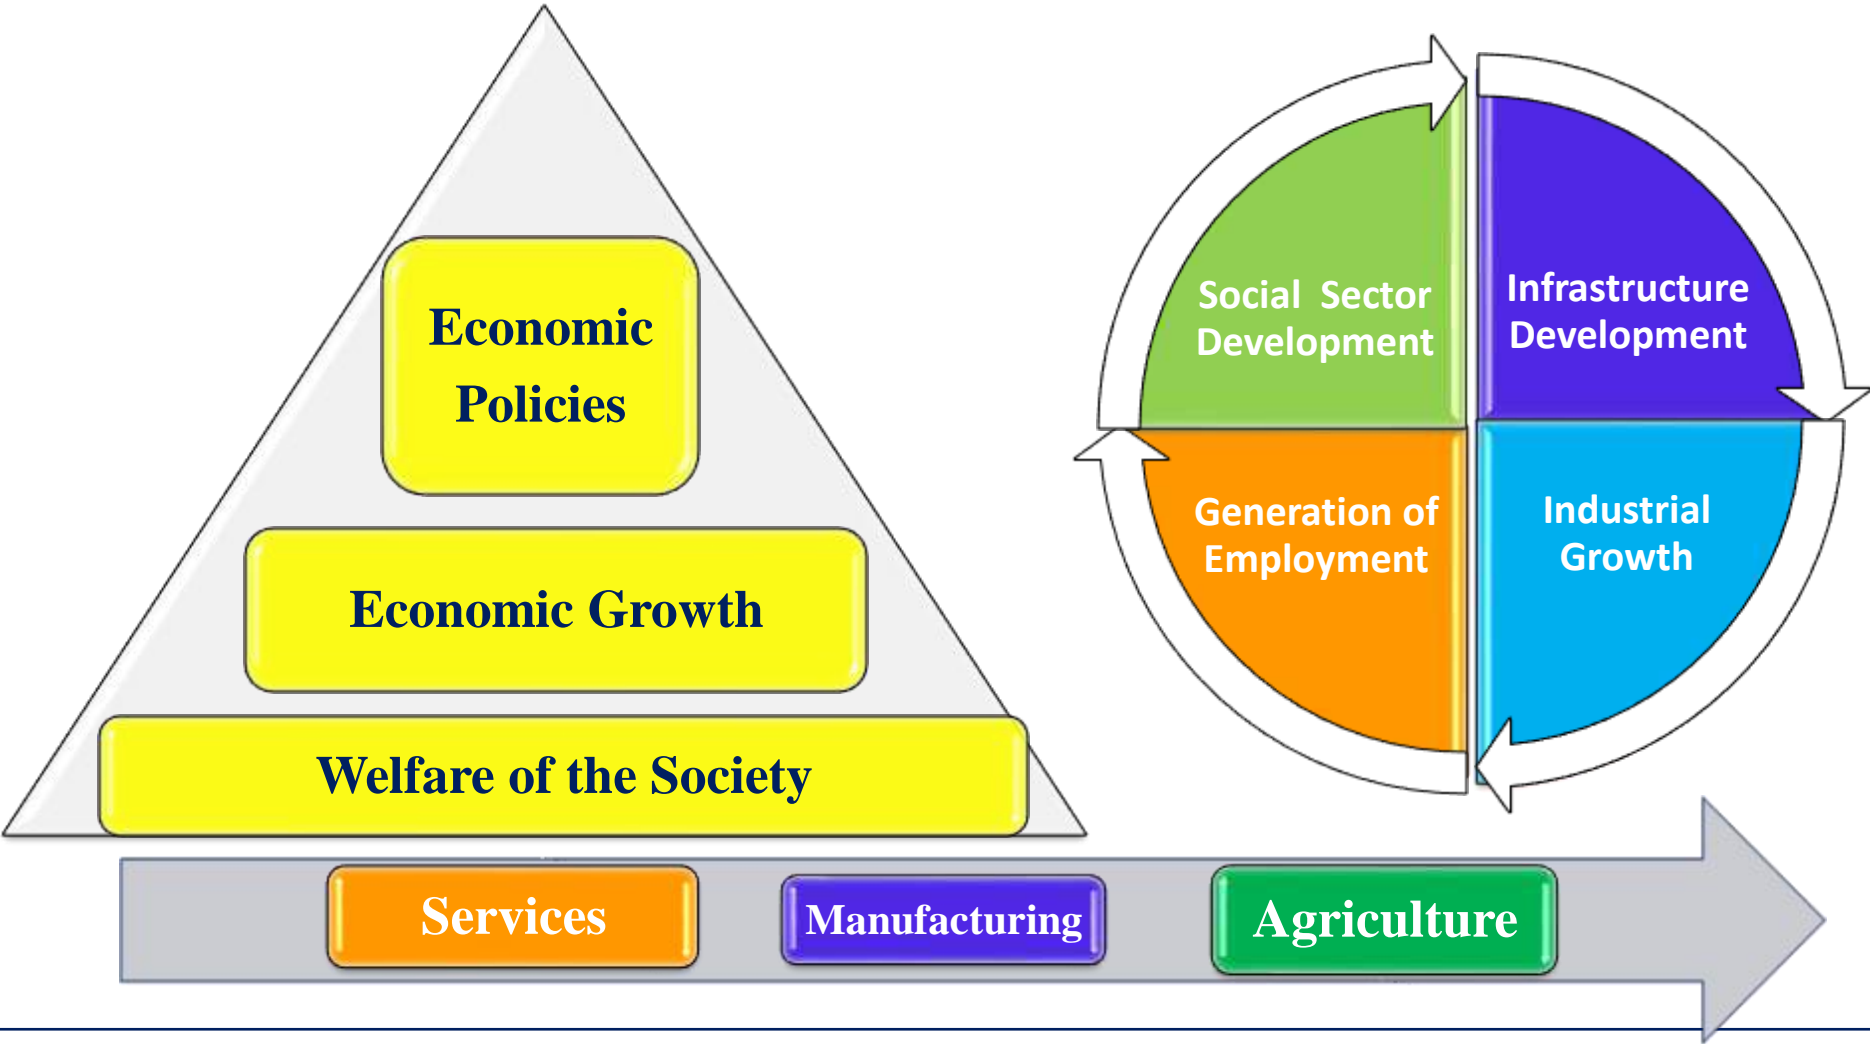 Economic
Policies
Economic Growth
Welfare of the Society
Social Sector
Development
Infrastructure
Development
Generation of
Employment
Industrial
Growth
Services
Manufacturing
Agriculture